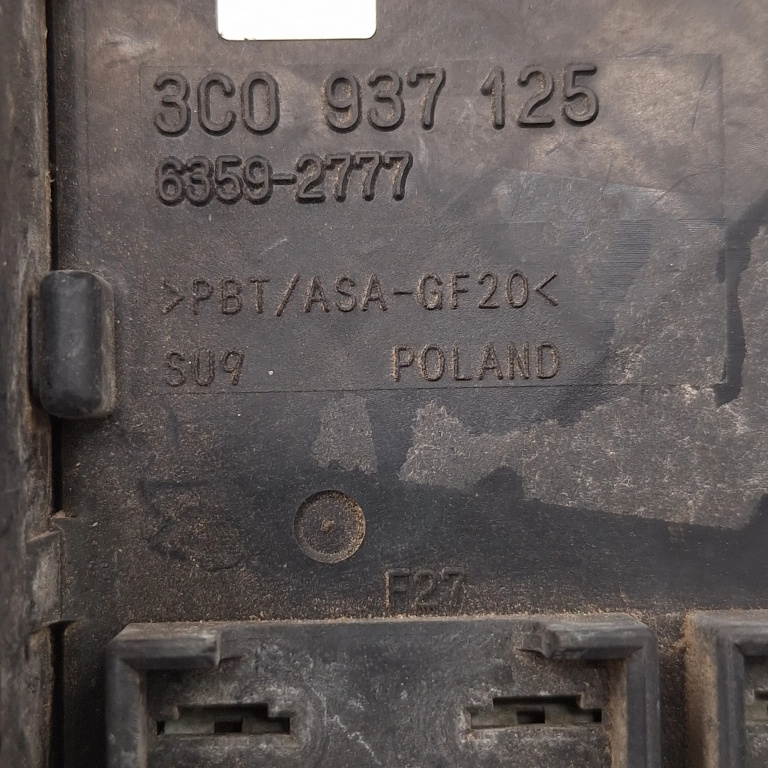 3C0 937 125
6359-2777
>PBT/ASA-GF20<
SU9 POLAND
F27